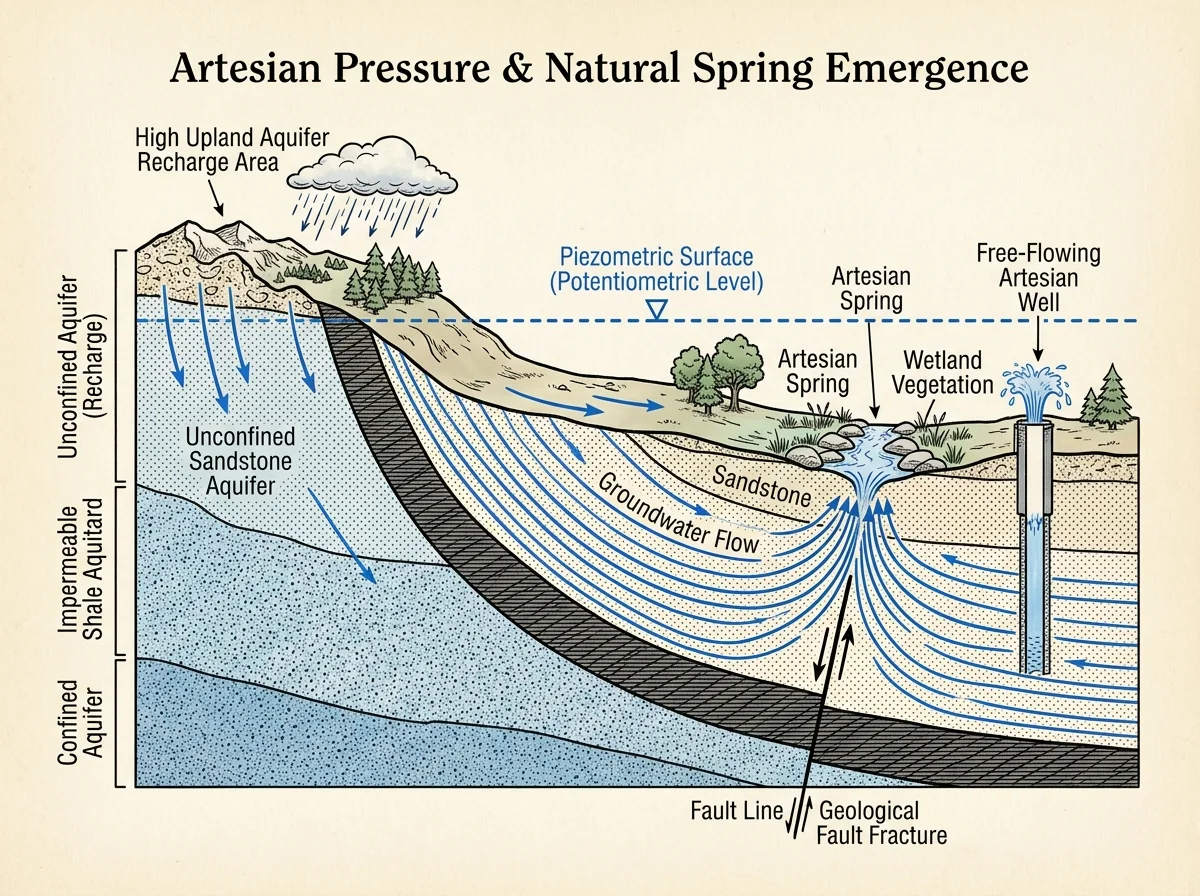 Artesian Pressure & Natural Spring Emergence
High Upland Aquifer
Recharge Area
Piezometric Surface
(Potentiometric Level)
Artesian
Spring
Free-Flowing
Artesian
Well
Artesian
Spring
Wetland
Vegetation
Unconfined Aquifer
(Recharge)
Unconfined
Sandstone
Aquifer
Sandstone
Groundwater Flow
Impermeable
Shale Aquitard
Confined
Aquifer
Fault Line
Geological
Fault Fracture